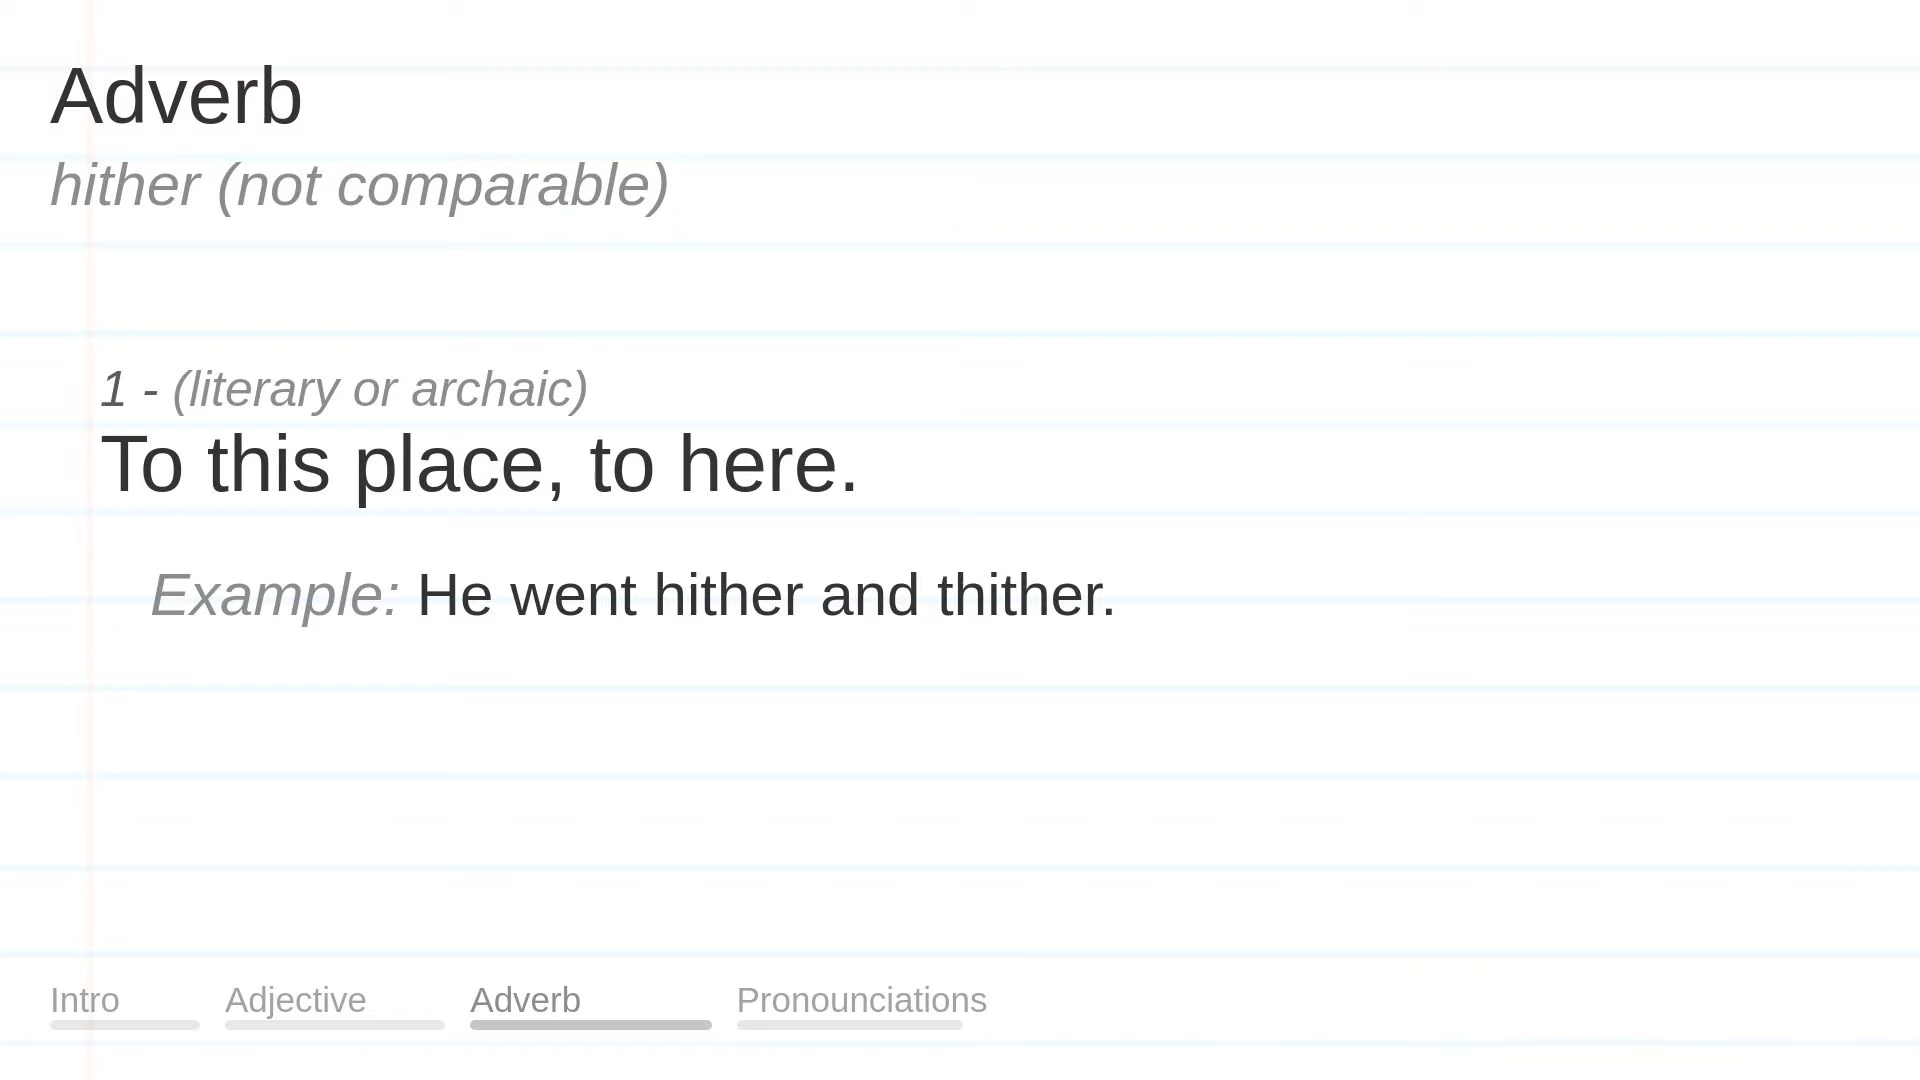 Adverb
hither (not comparable)
1 - (literary or archaic)
To this place, to here.
Example: He went hither and thither.
Intro Adjective Adverb Pronounciations